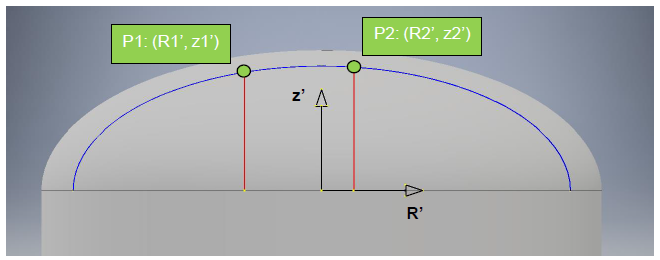 P1: (R1’, z1’)
P2: (R2’, z2’)
z’
R’